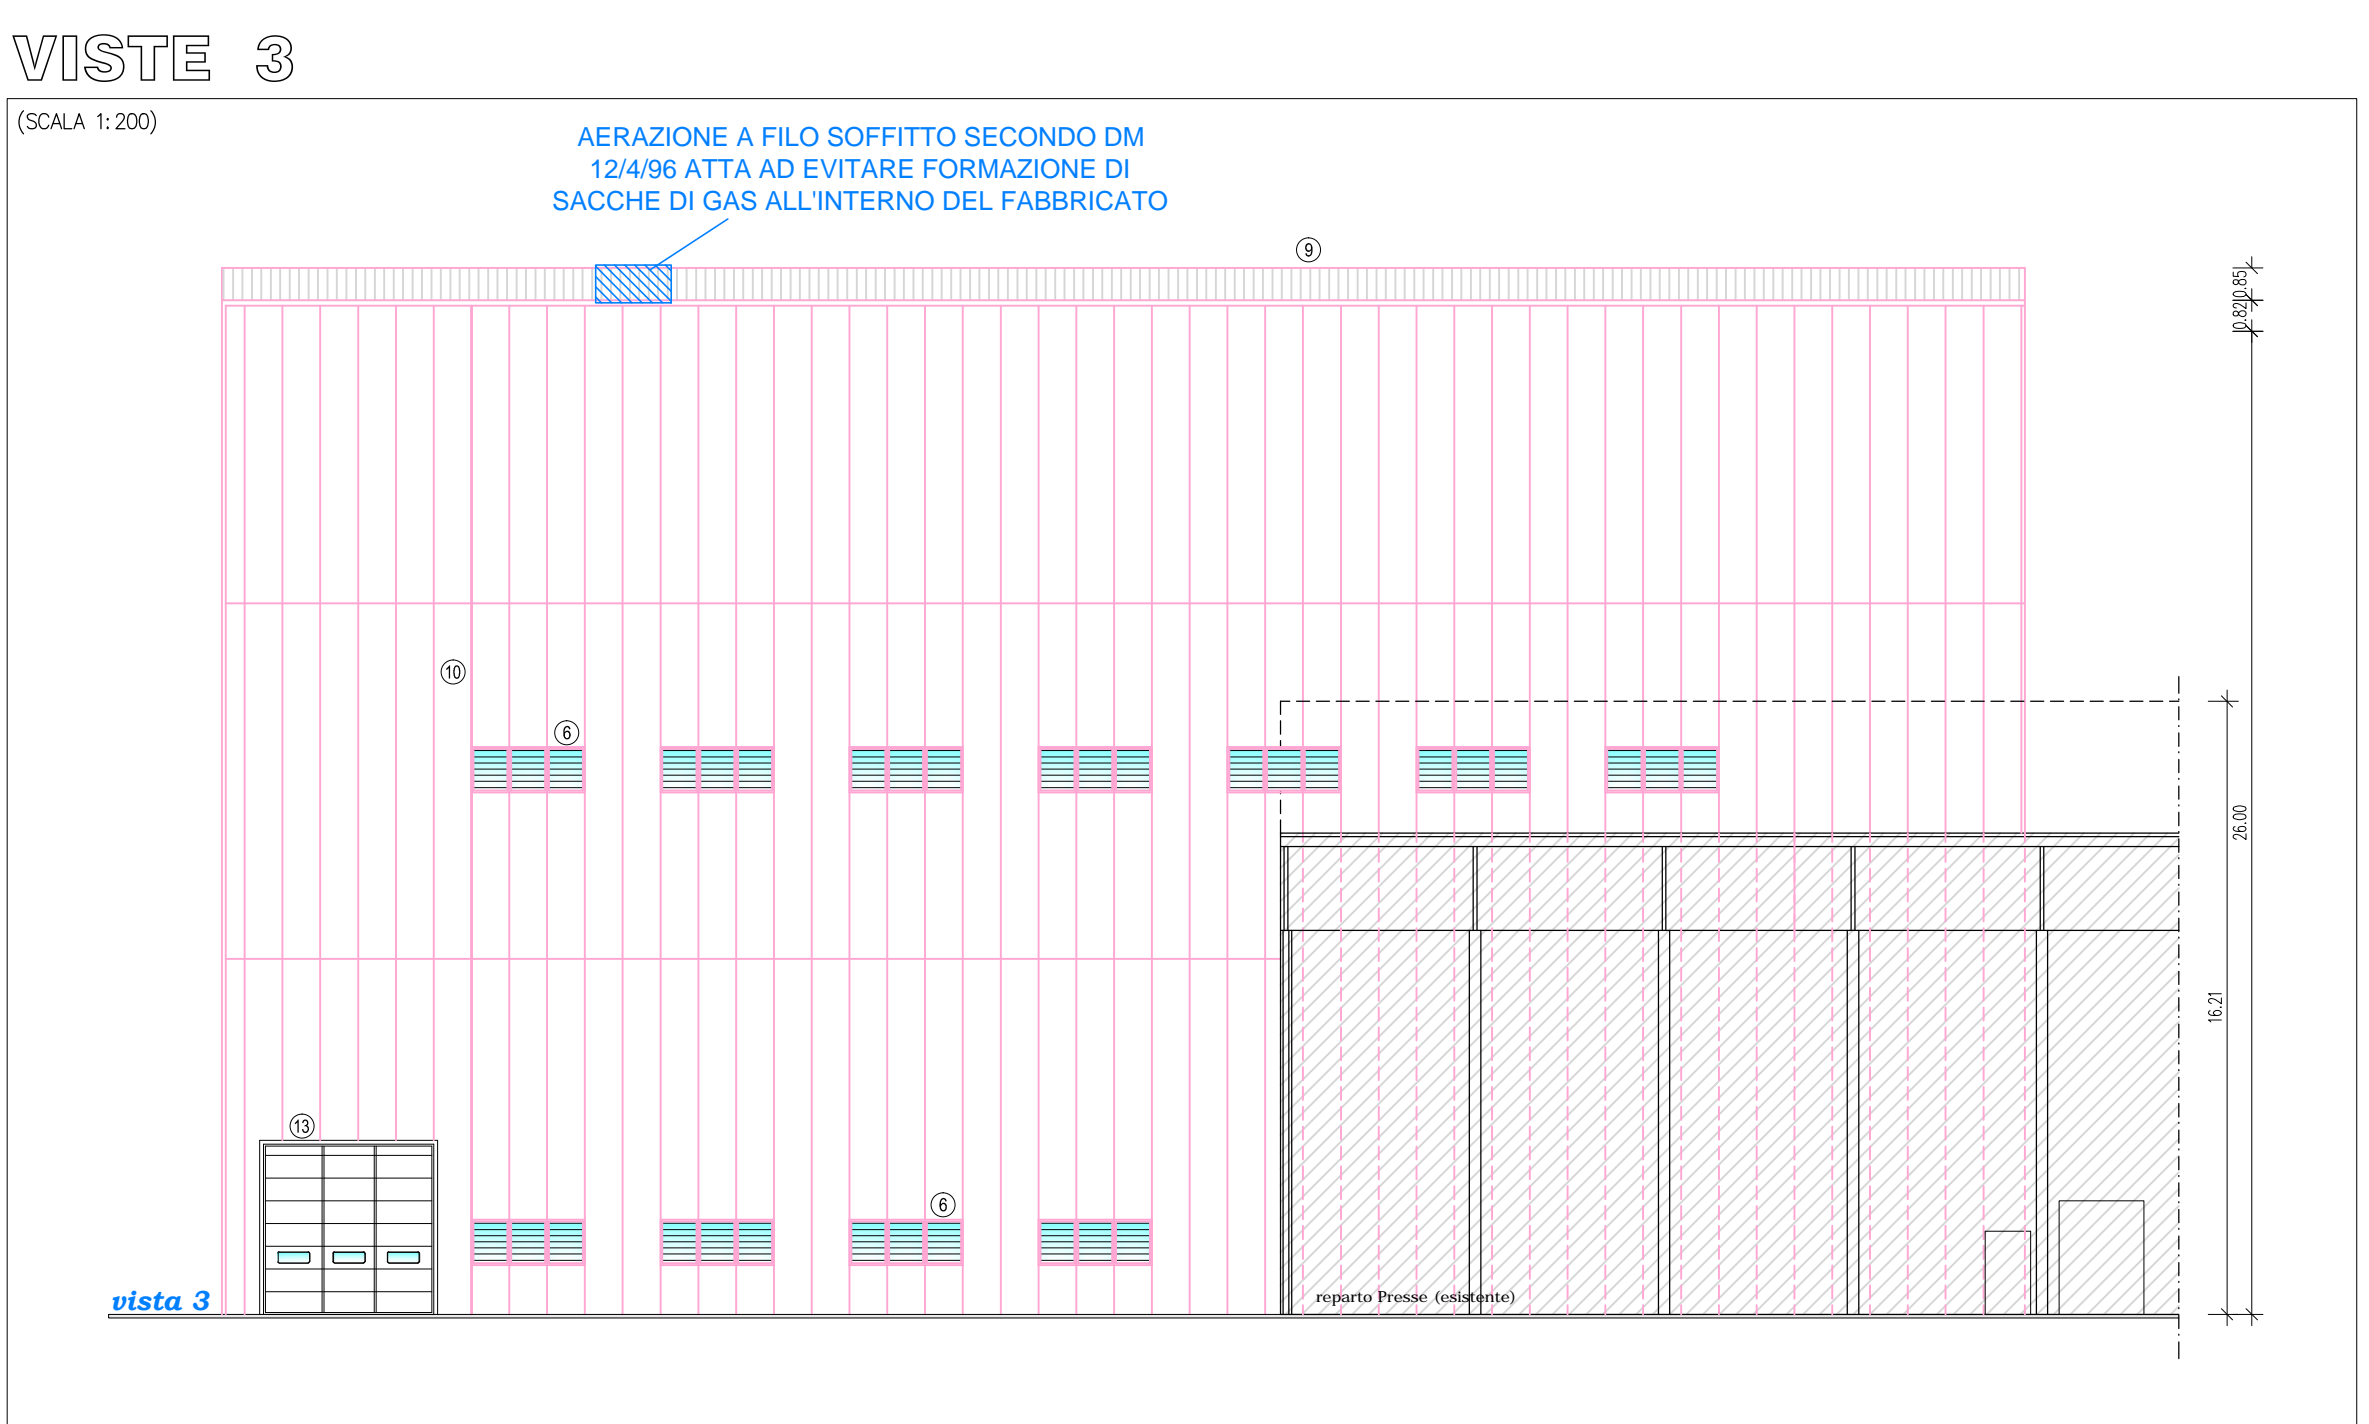 VISTE 3
(SCALA 1:200)
AERAZIONE A FILO SOFFITTO SECONDO DM
12/4/96 ATTA AD EVITARE FORMAZIONE DI
SACCHE DI GAS ALL'INTERNO DEL FABBRICATO
9
0.85
0.82
10
6
26.00
16.21
13
6
vista 3
reparto Presse (esistente)